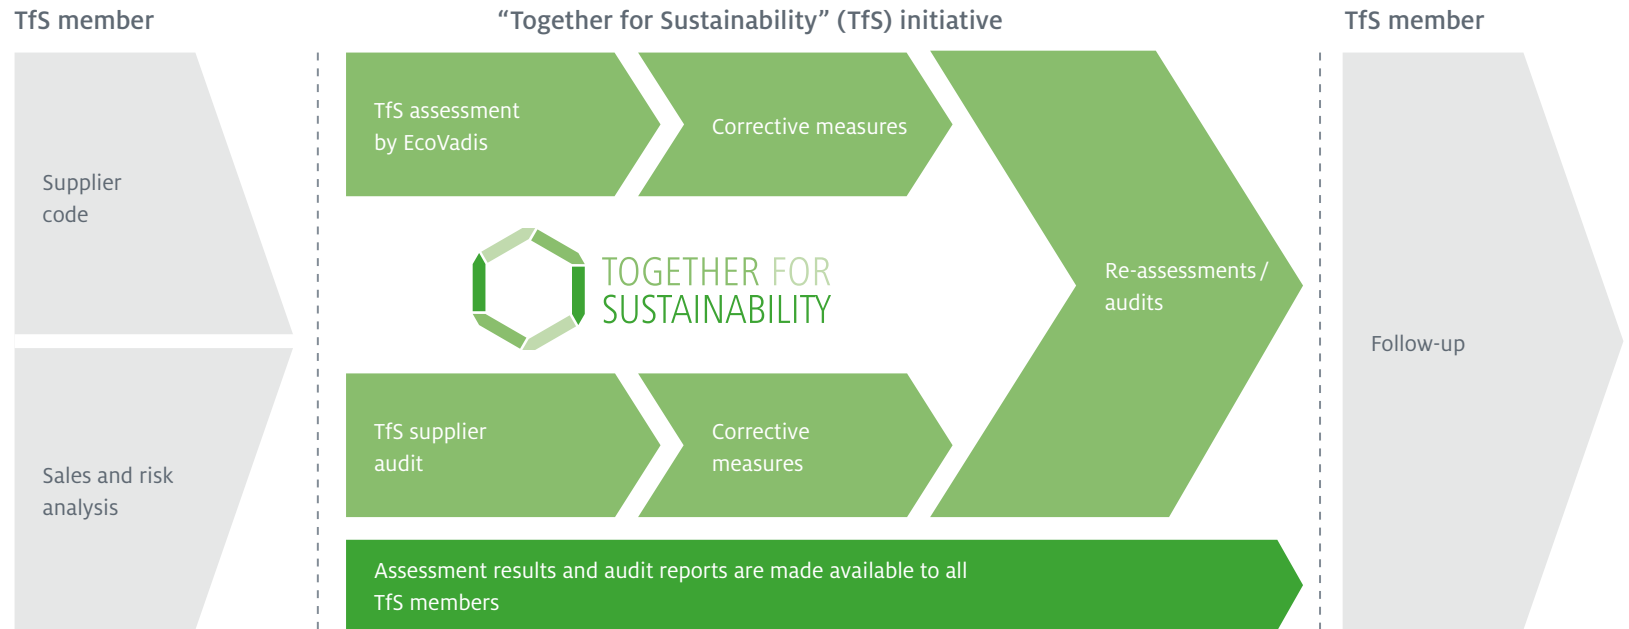 TfS member
“Together for Sustainability” (TfS) initiative
TfS member
Supplier
code
Sales and risk
analysis
TfS assessment
by EcoVadis
Corrective measures
TOGETHER FOR
SUSTAINABILITY
TfS supplier
audit
Corrective
measures
Re-assessments /
audits
Assessment results and audit reports are made available to all
TfS members
Follow-up